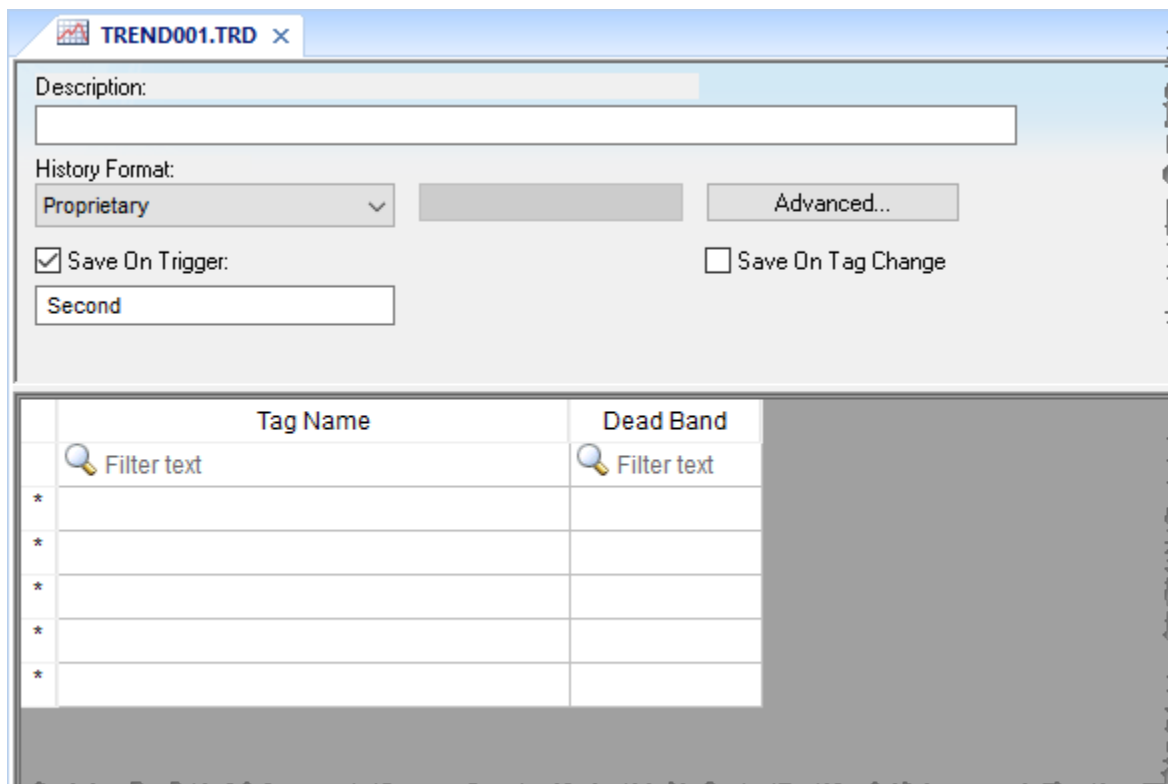 TREND001.TRD
Description:
History Format:
Proprietary
Advanced...
Save On Trigger:
Save On Tag Change
Second
Tag Name Dead Band
Filter text Filter text
*
*
*
*
*